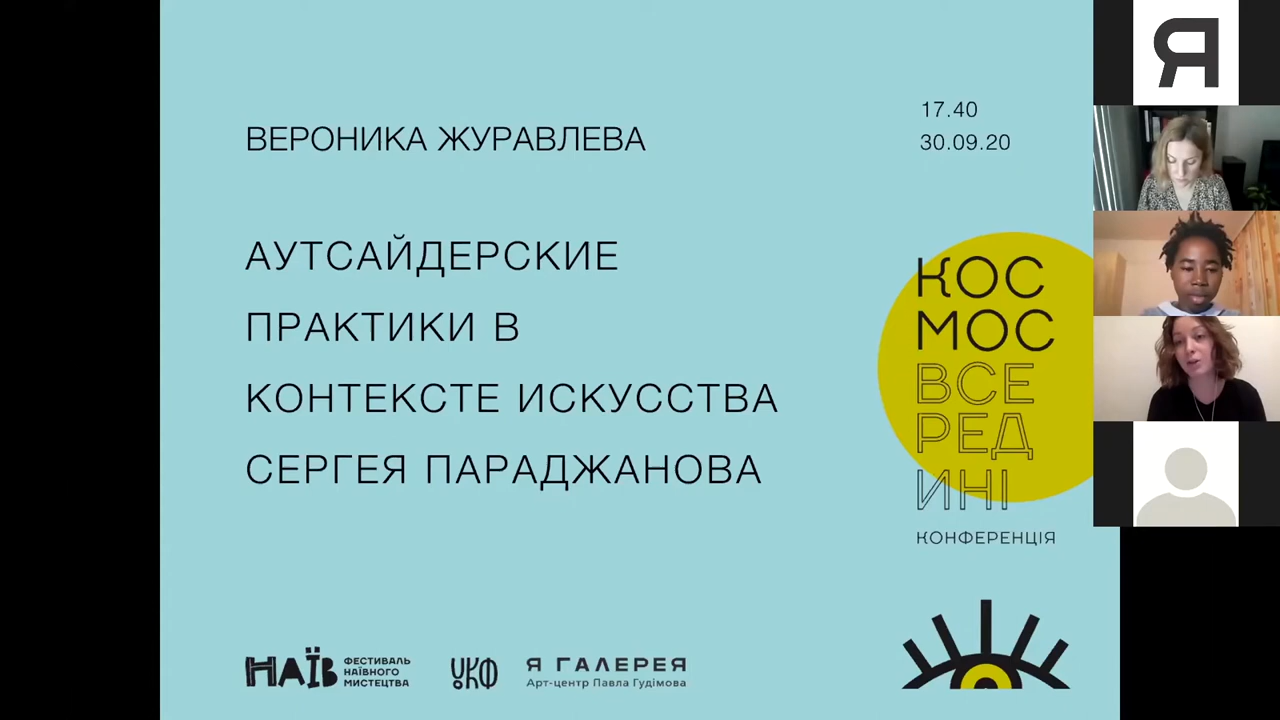 ВЕРОНИКА ЖУРАВЛЕВА
17.40
30.09.20
АУТСАЙДЕРСКИЕ
ПРАКТИКИ В
КОНТЕКСТЕ ИСКУССТВА
СЕРГЕЯ ПАРАДЖАНОВА
КОС
МОС
ВСЕ
РЕД
ИНІ
КОНФЕРЕНЦІЯ
НАЇВ
ФЕСТИВАЛЬ
НАЇВНОГО
МИСТЕЦТВА
УКФ
Я ГАЛЕРЕЯ
Арт-центр Павла Гудімова
Я